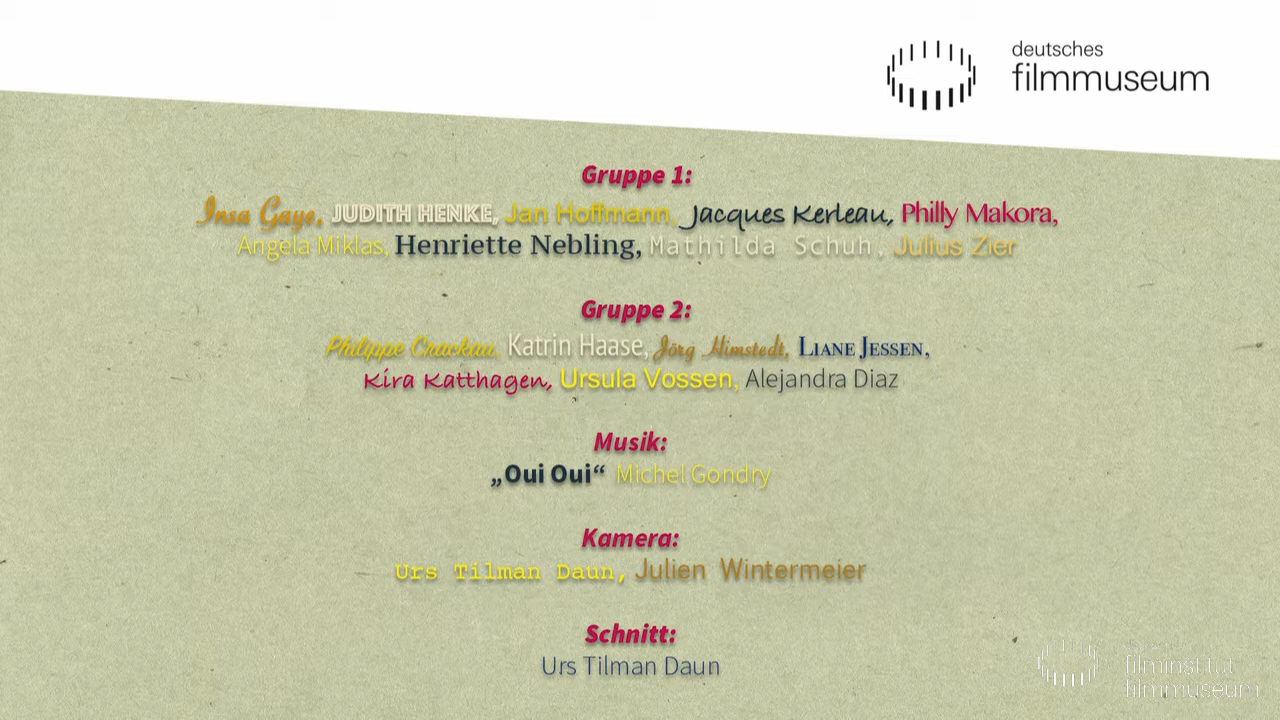 deutsches
filmmuseum
Gruppe 1:
Insa Gaye, JUDITH HENKE, Jan Hoffmann, Jacques Kerleau, Philly Makora,
Angela Miklas, Henriette Nebling, Mathilda Schuh, Julius Zier
Gruppe 2:
Philippe Crackau, Katrin Haase, Jörg Himstedt, LIANE JESSEN,
Kira Katthagen, Ursula Vossen, Alejandra Diaz
Musik:
„Oui Oui“ Michel Gondry
Kamera:
Urs Tilman Daun, Julien Wintermeier
Schnitt:
Urs Tilman Daun
filminstitut
filmmuseum